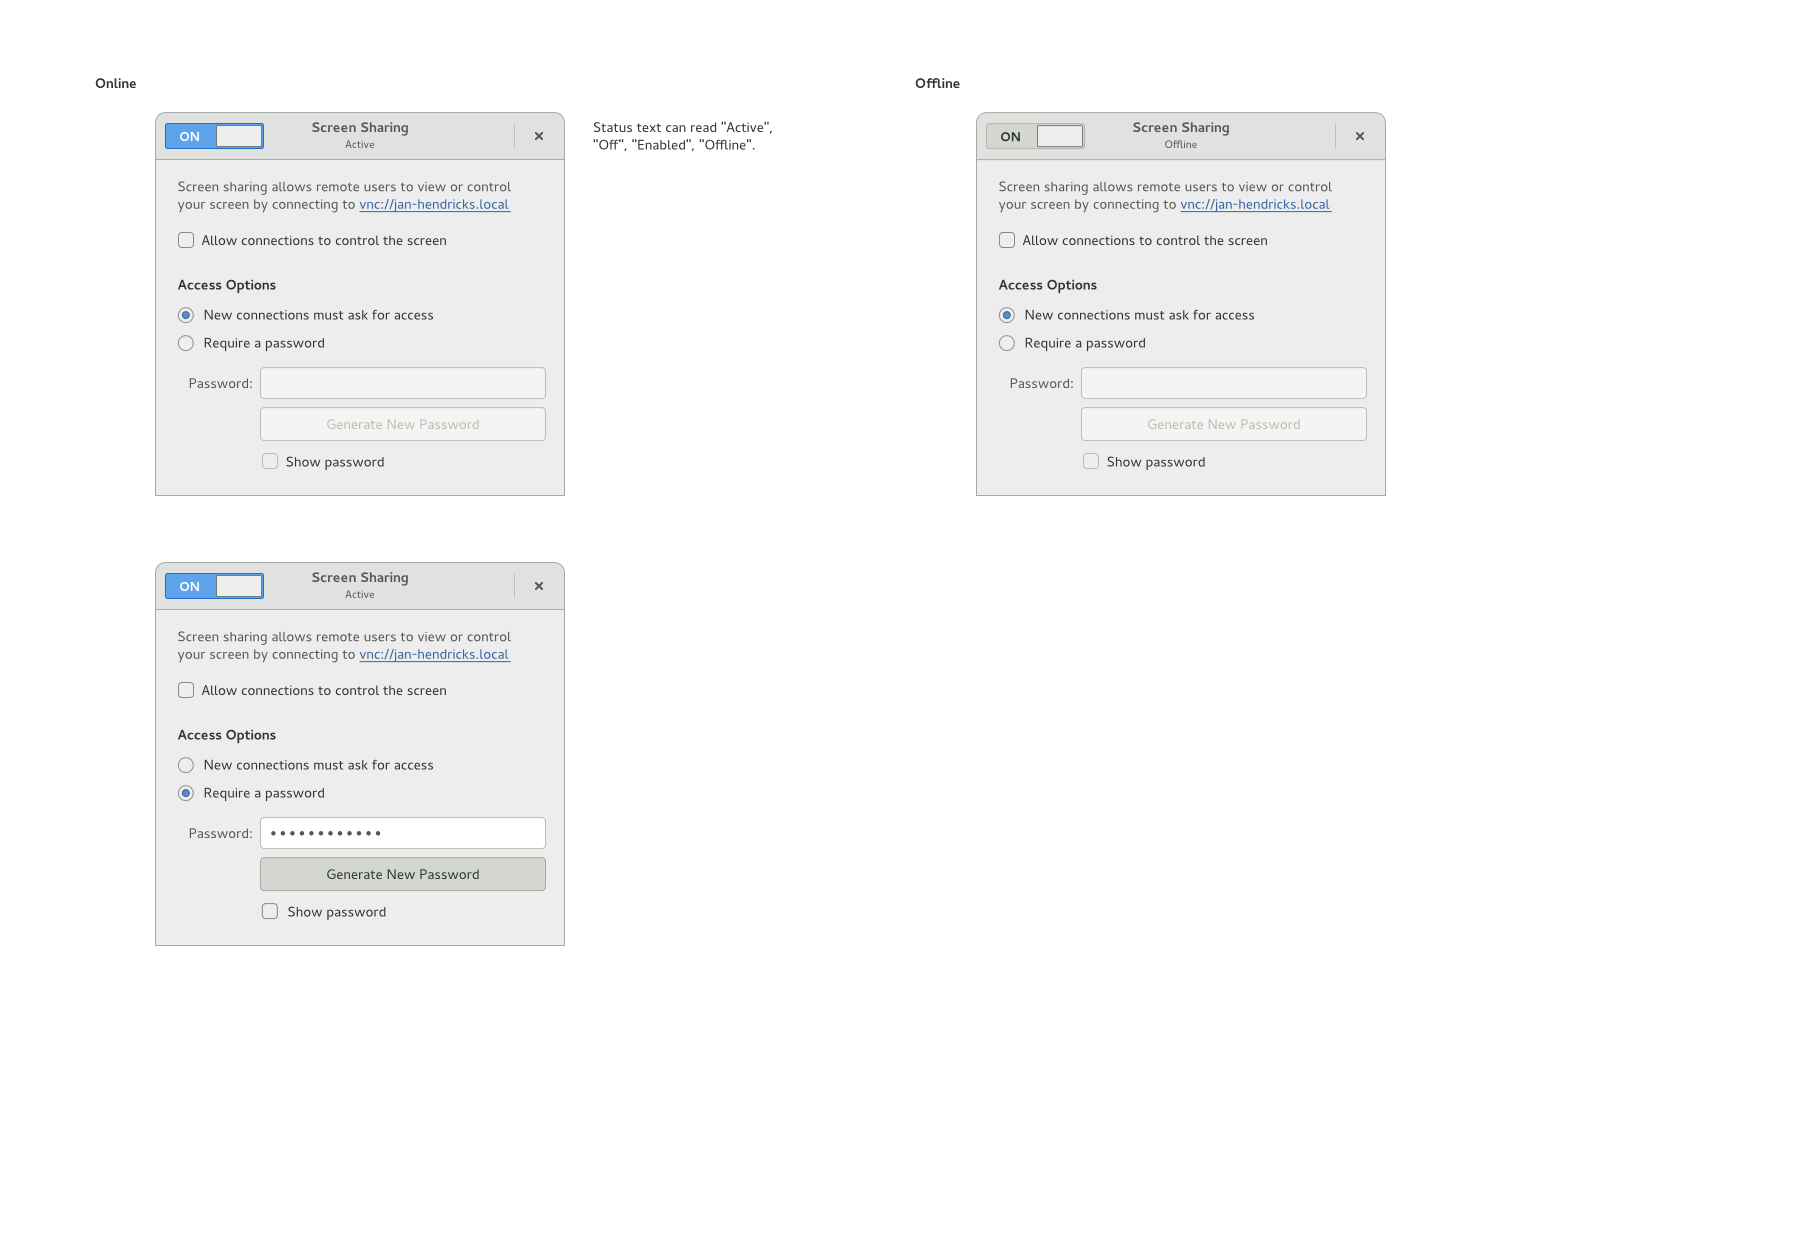 Online
ON
Screen Sharing
Active
Screen sharing allows remote users to view or control
your screen by connecting to vnc://jan-hendricks.local
Allow connections to control the screen
Access Options
New connections must ask for access
Require a password
Password:
Generate New Password
Show password
Status text can read "Active",
"Off", "Enabled", "Offline".
Offline
ON
Screen Sharing
Offline
Screen sharing allows remote users to view or control
your screen by connecting to vnc://jan-hendricks.local
Allow connections to control the screen
Access Options
New connections must ask for access
Require a password
Password:
Generate New Password
Show password
ON
Screen Sharing
Active
Screen sharing allows remote users to view or control
your screen by connecting to vnc://jan-hendricks.local
Allow connections to control the screen
Access Options
New connections must ask for access
Require a password
Password: ••••••••••••
Generate New Password
Show password